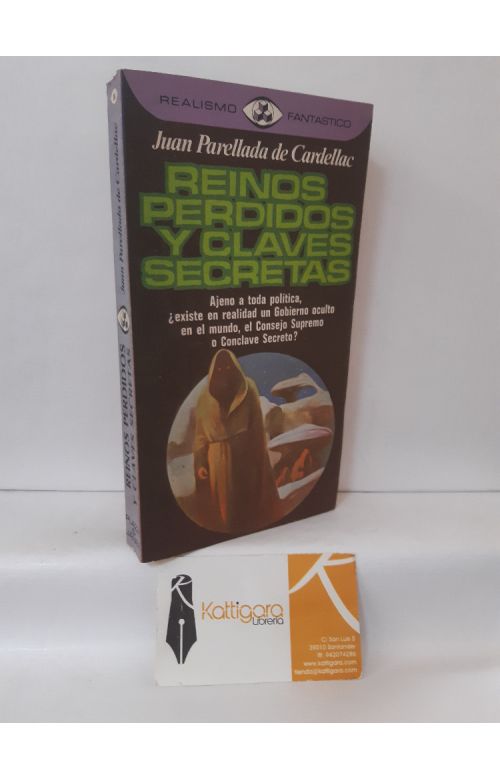 REALISMO FANTASTICO
Juan Parellada de Cardellac
REINOS
PERDIDOS
Y CLAVES
SECRETAS
Ajeno a toda política,
¿existe en realidad un Gobierno oculto
en el mundo, el Consejo Supremo
o Conclave Secreto?
Juan Parellada de Cardellac
REINOS PERDIDOS
Y CLAVES SECRETAS
Kattigara
Librería
C/ San Luis 5
39010 Santander
www.kattigara.com
tienda@kattigara.com